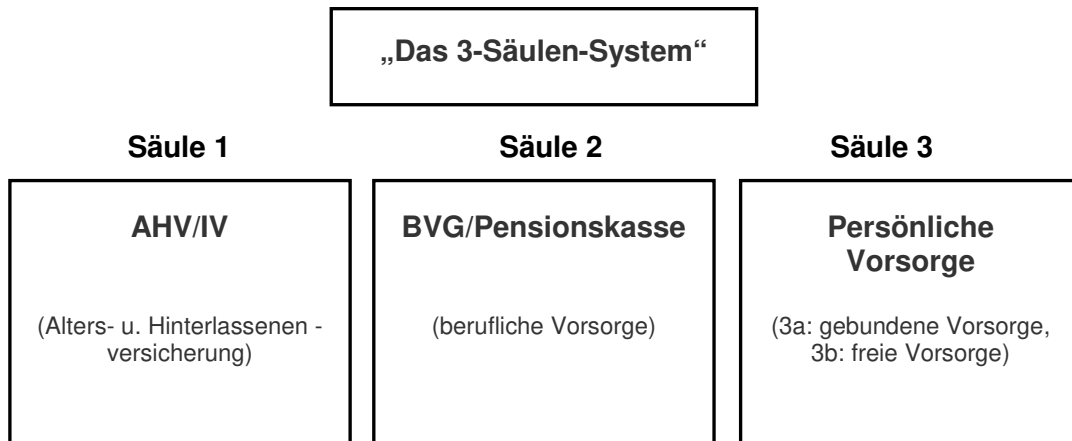 „Das 3-Säulen-System“
Säule 1
Säule 2
Säule 3
AHV/IV
(Alters- u. Hinterlassenen -
versicherung)
BVG/Pensionskasse
(berufliche Vorsorge)
Persönliche
Vorsorge
(3a: gebundene Vorsorge,
3b: freie Vorsorge)